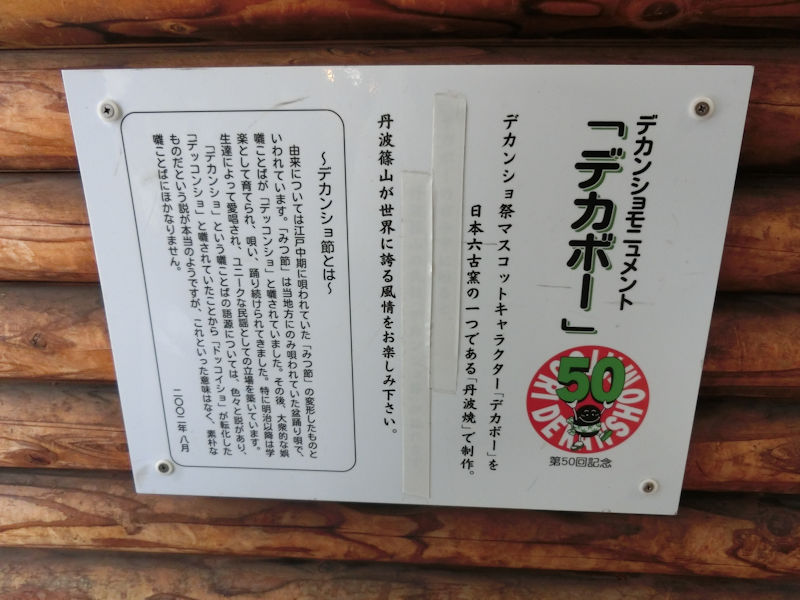 デカンショモニュメント
「デカボー」
50
第50回記念
デカンショ祭マスコットキャラクター「デカボー」を
日本六古窯の一つである「丹波焼」で制作。
丹波篠山が世界に誇る風情をお楽しみ下さい。
〜デカンショ節とは〜
由来については江戸中期に唄われていた「みつ節」の変形したものと
いわれています。「みつ節」は当地方にのみ唄われていた盆踊り唄で、
囃ことばが「デッコンショ」と囃されていました。その後、大衆的な娯
楽として育てられ、唄い、踊り続けられてきました。特に明治以降は学
生達によって愛唱され、ユニークな民謡としての立場を築いています。
「デカンショ」という囃ことばの語源については、色々と説があり、
「デッコンショ」と囃されていたことから「ドッコイショ」が転化した
ものだという説が本当のようですが、これといった意味はなく、素朴な
囃ことばにほかなりません。
二〇〇二年八月